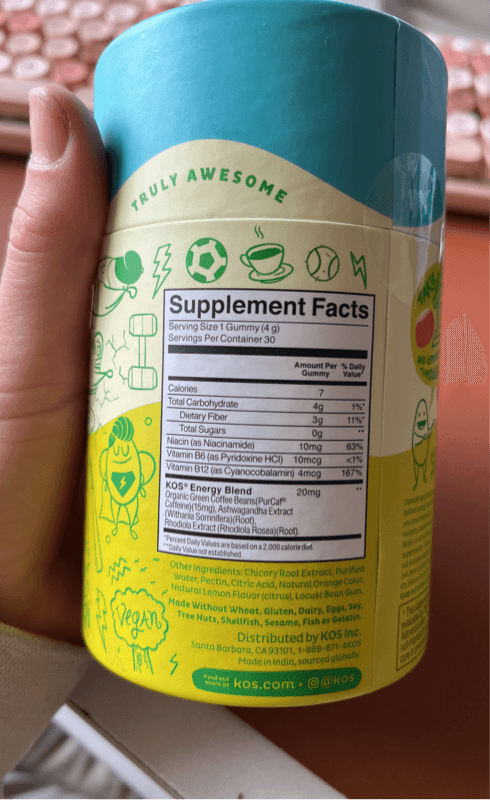 TRULY AWESOME
Supplement Facts
Serving Size 1 Gummy (4 g)
Servings Per Container 30
Amount Per Gummy % Daily Value*
Calories 7
Total Carbohydrate 4g 1%*
Dietary Fiber 3g 11%*
Total Sugars 0g **
Niacin (as Niacinamide) 10mg 63%
Vitamin B6 (as Pyridoxine HCl) 10mcg <1%
Vitamin B12 (as Cyanocobalamin) 4mcg 167%
KOS® Energy Blend 20mg **
Organic Green Coffee Beans(PurCaf®
Caffeine)(15mg), Ashwagandha Extract
(Withania Somnifera)(Root),
Rhodiola Extract (Rhodiola Rosea)(Root).
*Percent Daily Values are based on a 2,000 calorie diet.
**Daily Value not established.
Other Ingredients: Chicory Root Extract, Purified
Water, Pectin, Citric Acid, Natural Orange Color,
Natural Lemon Flavor (citrus), Locust Bean Gum.
Made Without Wheat, Gluten, Dairy, Eggs, Soy,
Tree Nuts, Shellfish, Sesame, Fish or Gelatin.
Distributed by KOS Inc.
Santa Barbara, CA 93101, 1-888-871-4KOS
Made in India, sourced globally
Find out more at kos.com • @kos
Vegan